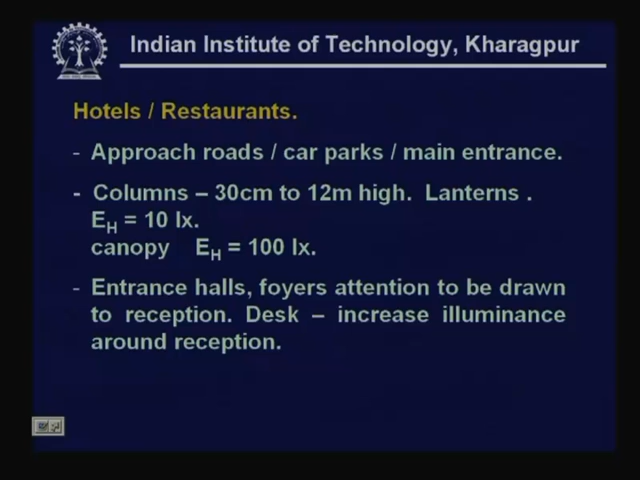 Indian Institute of Technology, Kharagpur
Hotels / Restaurants.
- Approach roads / car parks / main entrance.
- Columns – 30cm to 12m high. Lanterns .
EH = 10 lx.
canopy EH = 100 lx.
- Entrance halls, foyers attention to be drawn
to reception. Desk – increase illuminance
around reception.